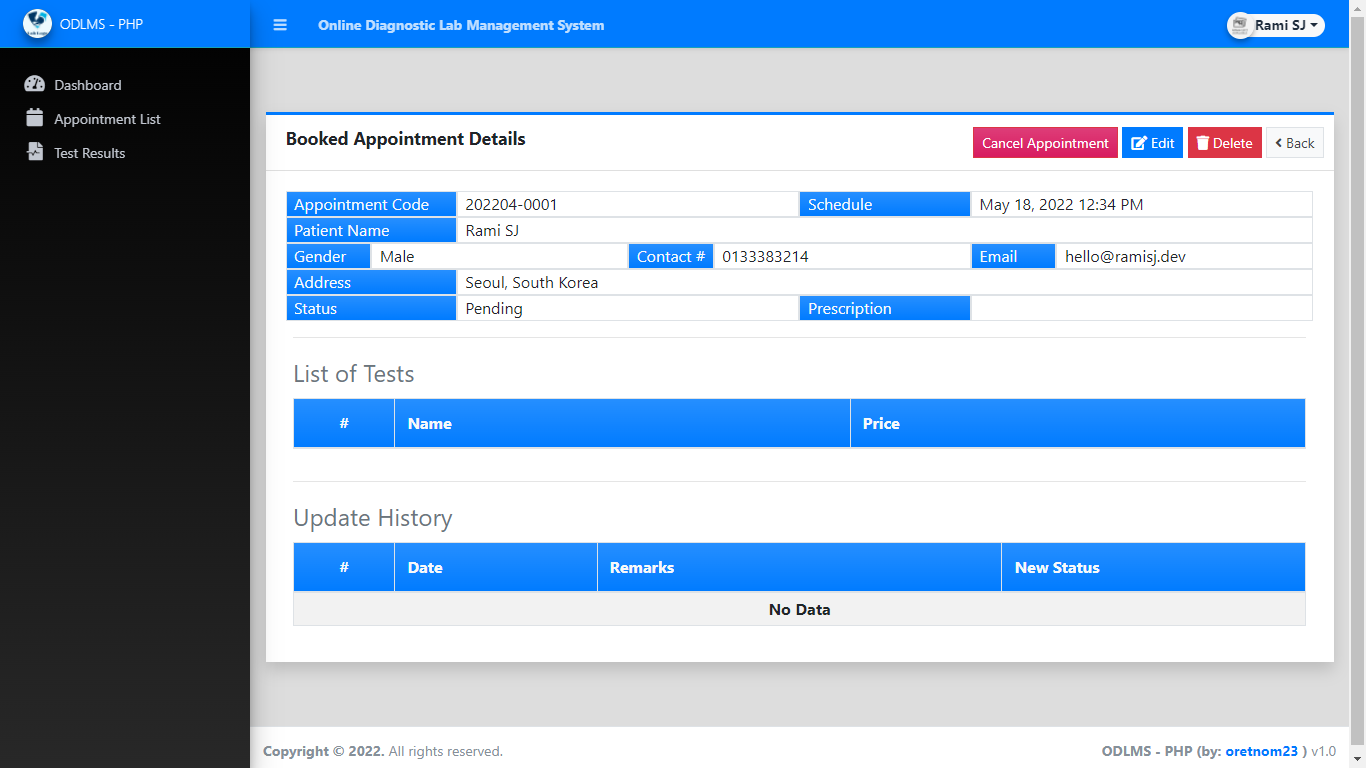 ODLMS - PHP
Online Diagnostic Lab Management System
Rami SJ
Dashboard
Appointment List
Test Results
Booked Appointment Details
Cancel Appointment Edit Delete Back
Appointment Code 202204-0001 Schedule May 18, 2022 12:34 PM
Patient Name Rami SJ
Gender Male Contact # 0133383214 Email hello@ramisj.dev
Address Seoul, South Korea
Status Pending Prescription
List of Tests
# Name Price
Update History
# Date Remarks New Status
No Data
Copyright © 2022. All rights reserved. ODLMS - PHP (by: oretnom23 ) v1.0